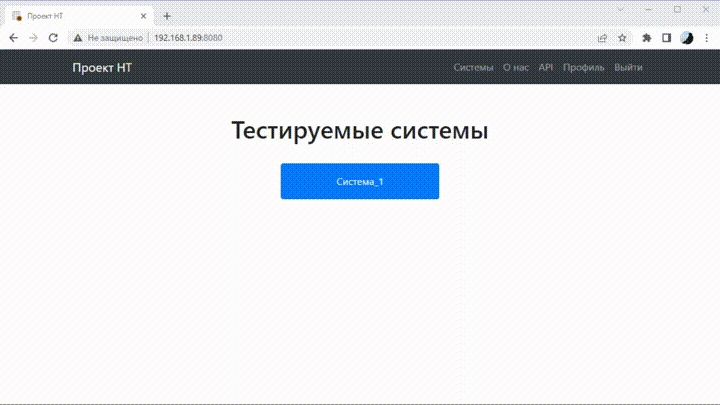 Проект НТ
Не защищено 192.168.1.89:8080
Проект НТ Системы О нас API Профиль Выйти
Тестируемые системы
Система_1